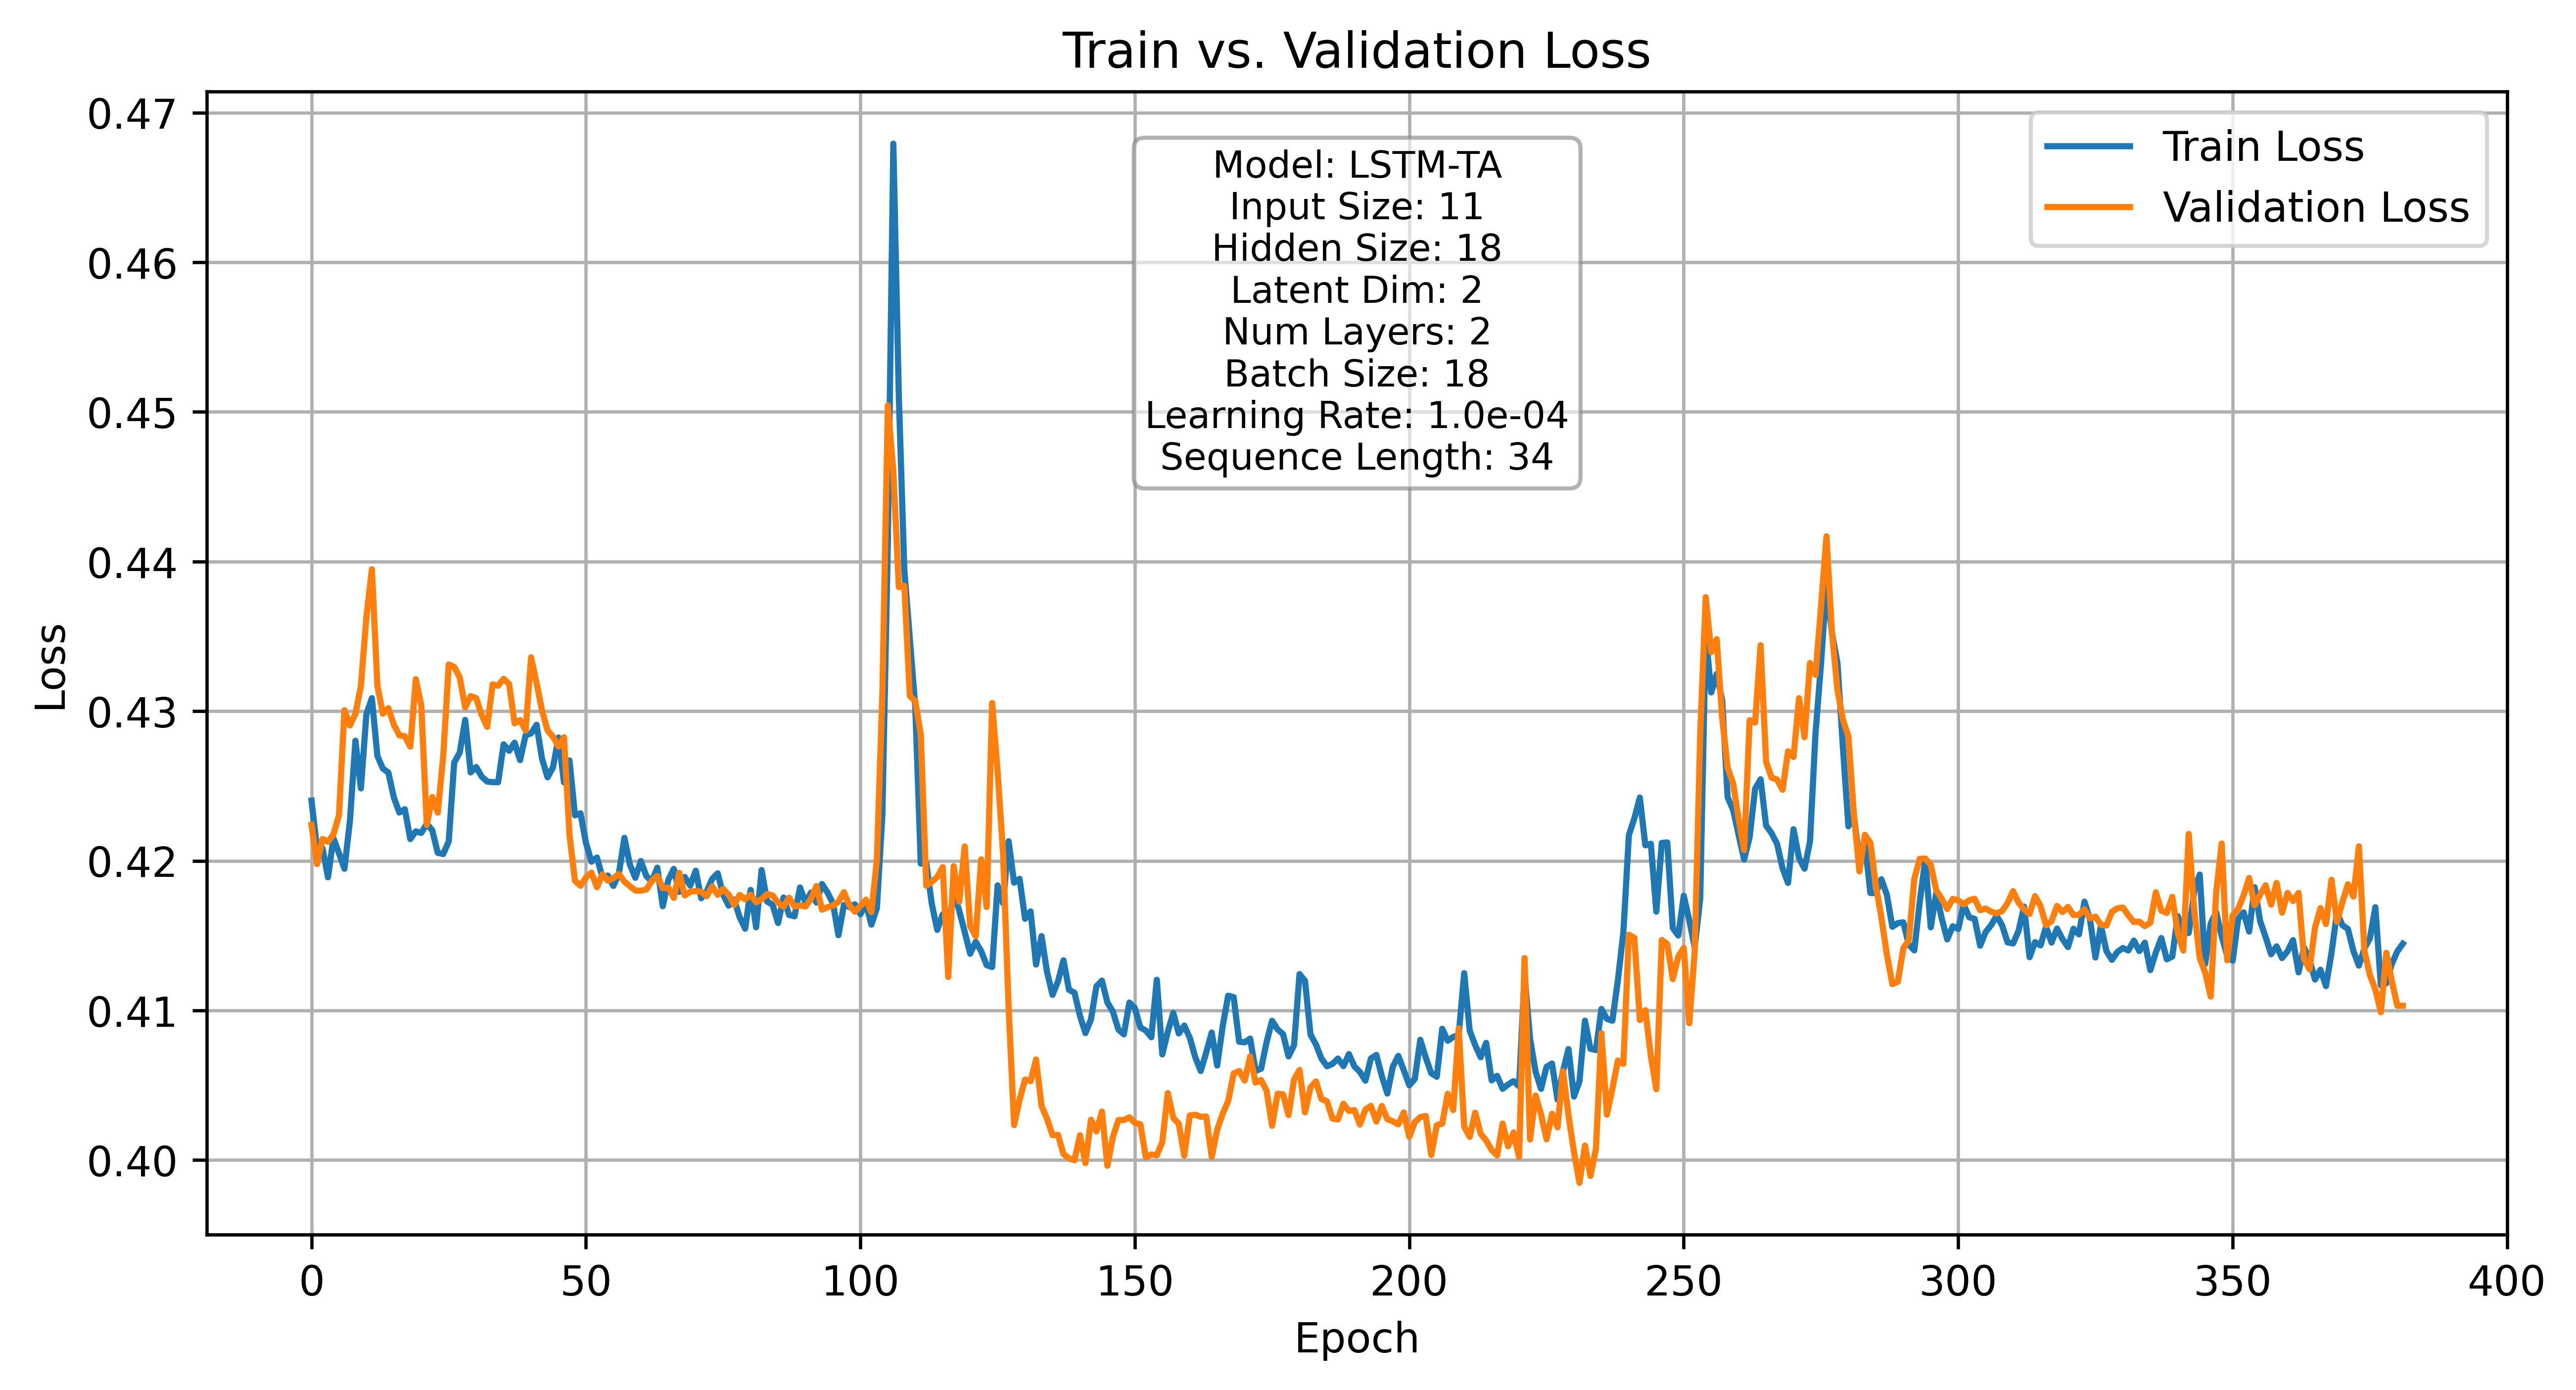 Train vs. Validation Loss
0.47
0.46
0.45
0.44
0.43
0.42
0.41
0.40
Loss
Model: LSTM-TA
Input Size: 11
Hidden Size: 18
Latent Dim: 2
Num Layers: 2
Batch Size: 18
Learning Rate: 1.0e-04
Sequence Length: 34
Train Loss
Validation Loss
0 50 100 150 200 250 300 350 400
Epoch